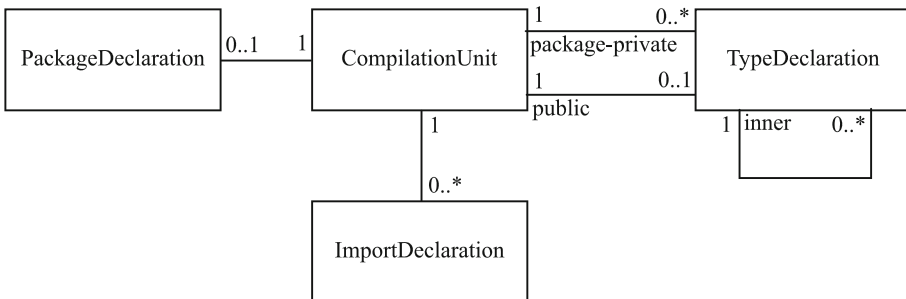 1 0..*
PackageDeclaration 0..1 1 CompilationUnit package-private TypeDeclaration
1 0..1
public
1 1 inner 0..*
0..*
ImportDeclaration